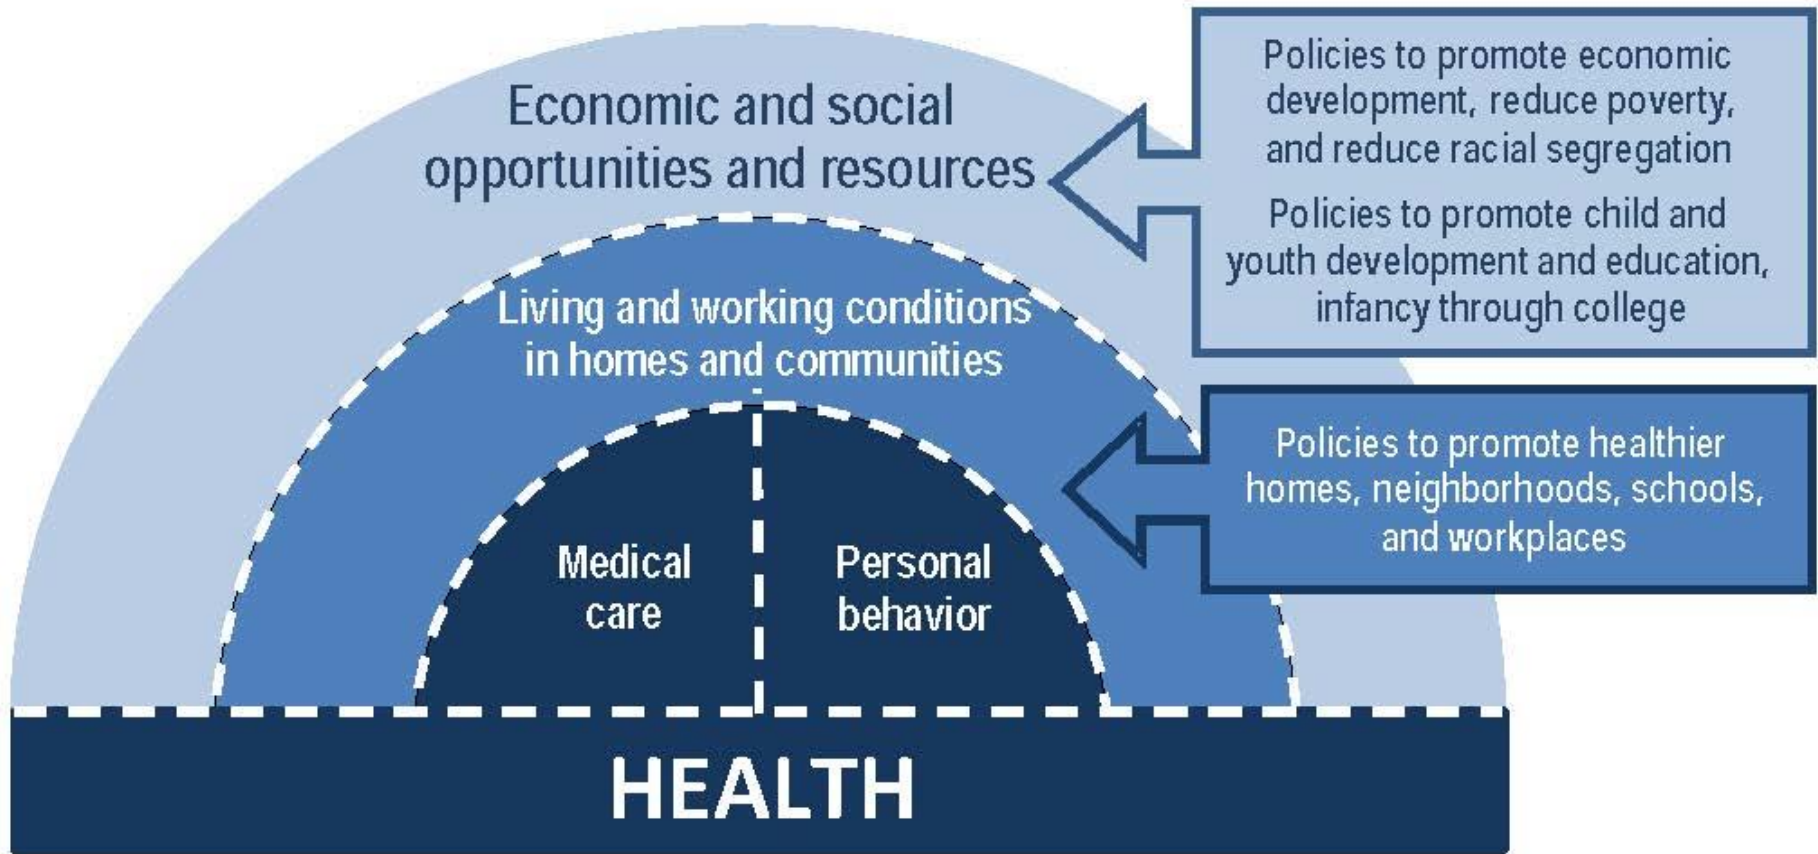 Economic and social
opportunities and resources
Policies to promote economic
development, reduce poverty,
and reduce racial segregation
Policies to promote child and
youth development and education,
infancy through college
Living and working conditions
in homes and communities
Policies to promote healthier
homes, neighborhoods, schools,
and workplaces
Medical
care
Personal
behavior
HEALTH